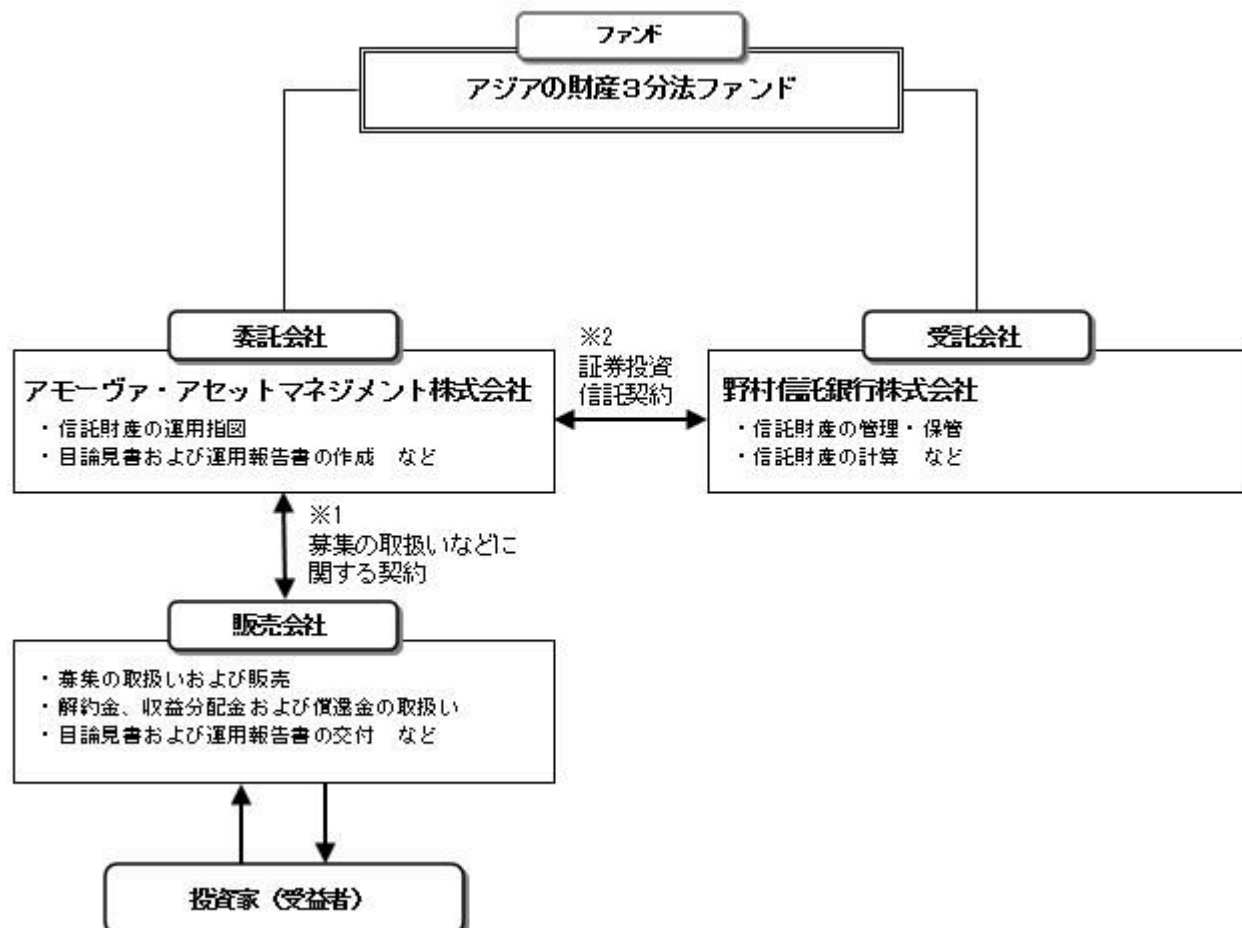 ファンド
アジアの財産3分法ファンド
委託会社
アモーヴァ・アセットマネジメント株式会社
・信託財産の運用指図
・目論見書および運用報告書の作成　など
※2
証券投資
信託契約
受託会社
野村信託銀行株式会社
・信託財産の管理・保管
・信託財産の計算　など
※1
募集の取扱いなどに
関する契約
販売会社
・募集の取扱いおよび販売
・解約金、収益分配金および償還金の取扱い
・目論見書および運用報告書の交付　など
投資家（受益者）